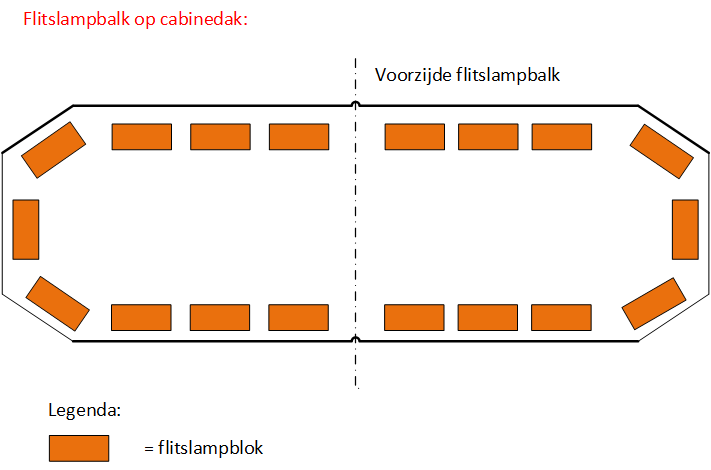 Flitslampbalk op cabinedak:
Voorzijde flitslampbalk
Legenda:
= flitslampblok